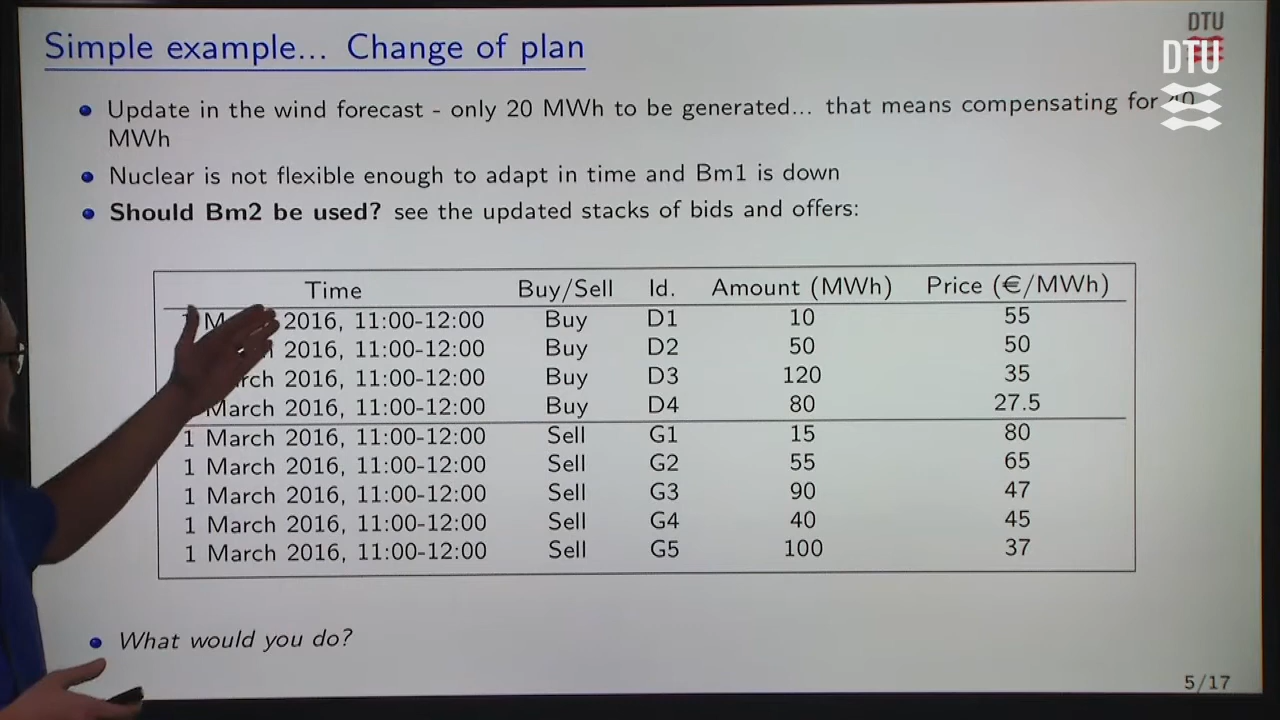 Simple example... Change of plan
DTU
DTU
Update in the wind forecast - only 20 MWh to be generated... that means compensating for
MWh
Nuclear is not flexible enough to adapt in time and Bm1 is down
Should Bm2 be used? see the updated stacks of bids and offers:
Time Buy/Sell Id. Amount (MWh) Price (€/MWh)
2016, 11:00-12:00 Buy D1 10 55
2016, 11:00-12:00 Buy D2 50 50
2016, 11:00-12:00 Buy D3 120 35
March 2016, 11:00-12:00 Buy D4 80 27.5
1 March 2016, 11:00-12:00 Sell G1 15 80
1 March 2016, 11:00-12:00 Sell G2 55 65
1 March 2016, 11:00-12:00 Sell G3 90 47
1 March 2016, 11:00-12:00 Sell G4 40 45
1 March 2016, 11:00-12:00 Sell G5 100 37
What would you do?
5/17